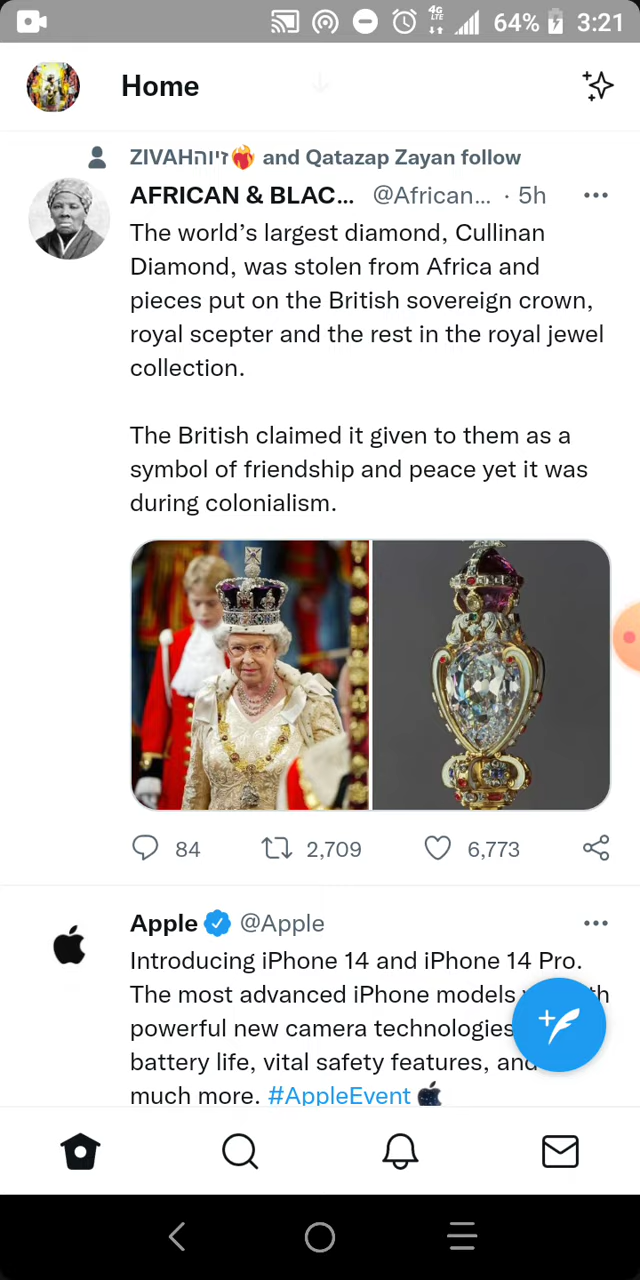 4G
LTE
64% 3:21
Home
ZIVAHזיוה❤️‍🔥 and Qatazap Zayan follow
AFRICAN & BLAC... @African... · 5h
The world's largest diamond, Cullinan
Diamond, was stolen from Africa and
pieces put on the British sovereign crown,
royal scepter and the rest in the royal jewel
collection.
The British claimed it given to them as a
symbol of friendship and peace yet it was
during colonialism.
84 2,709 6,773
Apple @Apple
Introducing iPhone 14 and iPhone 14 Pro.
The most advanced iPhone models
powerful new camera technologies
battery life, vital safety features, and
much more. #AppleEvent